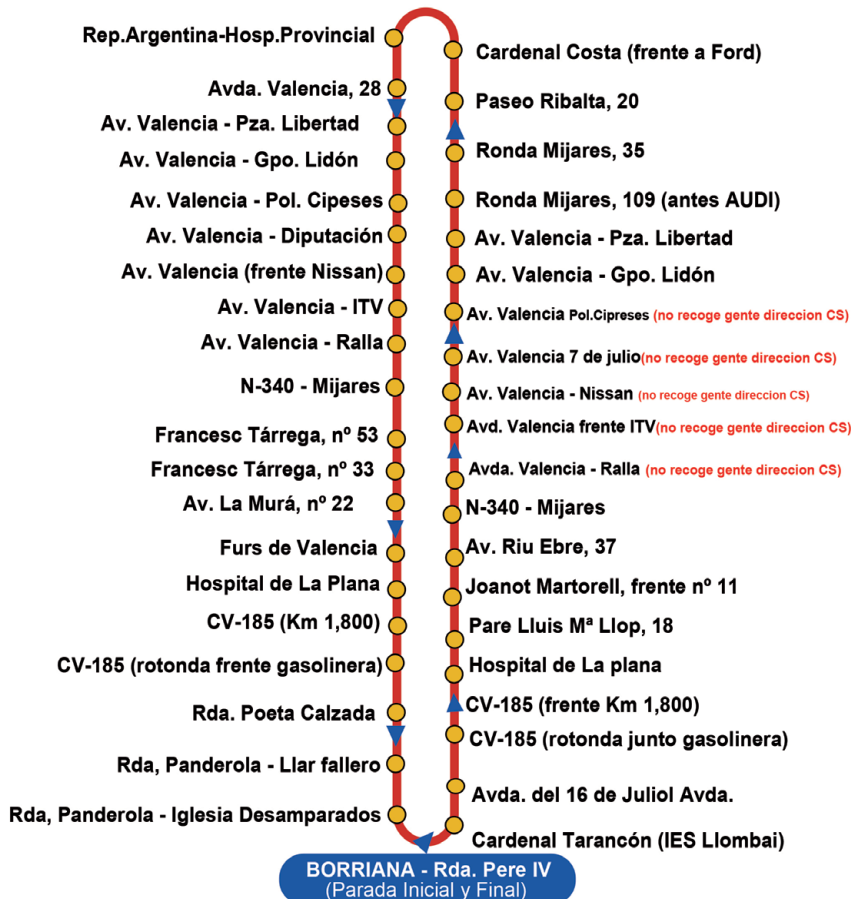 Rep.Argentina-Hosp.Provincial
Avda. Valencia, 28
Av. Valencia - Pza. Libertad
Av. Valencia - Gpo. Lidón
Av. Valencia - Pol. Cipeses
Av. Valencia - Diputación
Av. Valencia (frente Nissan)
Av. Valencia - ITV
Av. Valencia - Ralla
N-340 - Mijares
Francesc Tárrega, nº 53
Francesc Tárrega, nº 33
Av. La Murá, nº 22
Furs de Valencia
Hospital de La Plana
CV-185 (Km 1,800)
CV-185 (rotonda frente gasolinera)
Rda. Poeta Calzada
Rda, Panderola - Llar fallero
Rda, Panderola - Iglesia Desamparados
Cardenal Costa (frente a Ford)
Paseo Ribalta, 20
Ronda Mijares, 35
Ronda Mijares, 109 (antes AUDI)
Av. Valencia - Pza. Libertad
Av. Valencia - Gpo. Lidón
Av. Valencia Pol.Cipreses (no recoge gente direccion CS)
Av. Valencia 7 de julio(no recoge gente direccion CS)
Av. Valencia - Nissan (no recoge gente direccion CS)
Avd. Valencia frente ITV(no recoge gente direccion CS)
Avda. Valencia - Ralla (no recoge gente direccion CS)
N-340 - Mijares
Av. Riu Ebre, 37
Joanot Martorell, frente nº 11
Pare Lluis Mª Llop, 18
Hospital de La plana
CV-185 (frente Km 1,800)
CV-185 (rotonda junto gasolinera)
Avda. del 16 de Juliol Avda.
Cardenal Tarancón (IES Llombai)
BORRIANA - Rda. Pere IV
(Parada Inicial y Final)